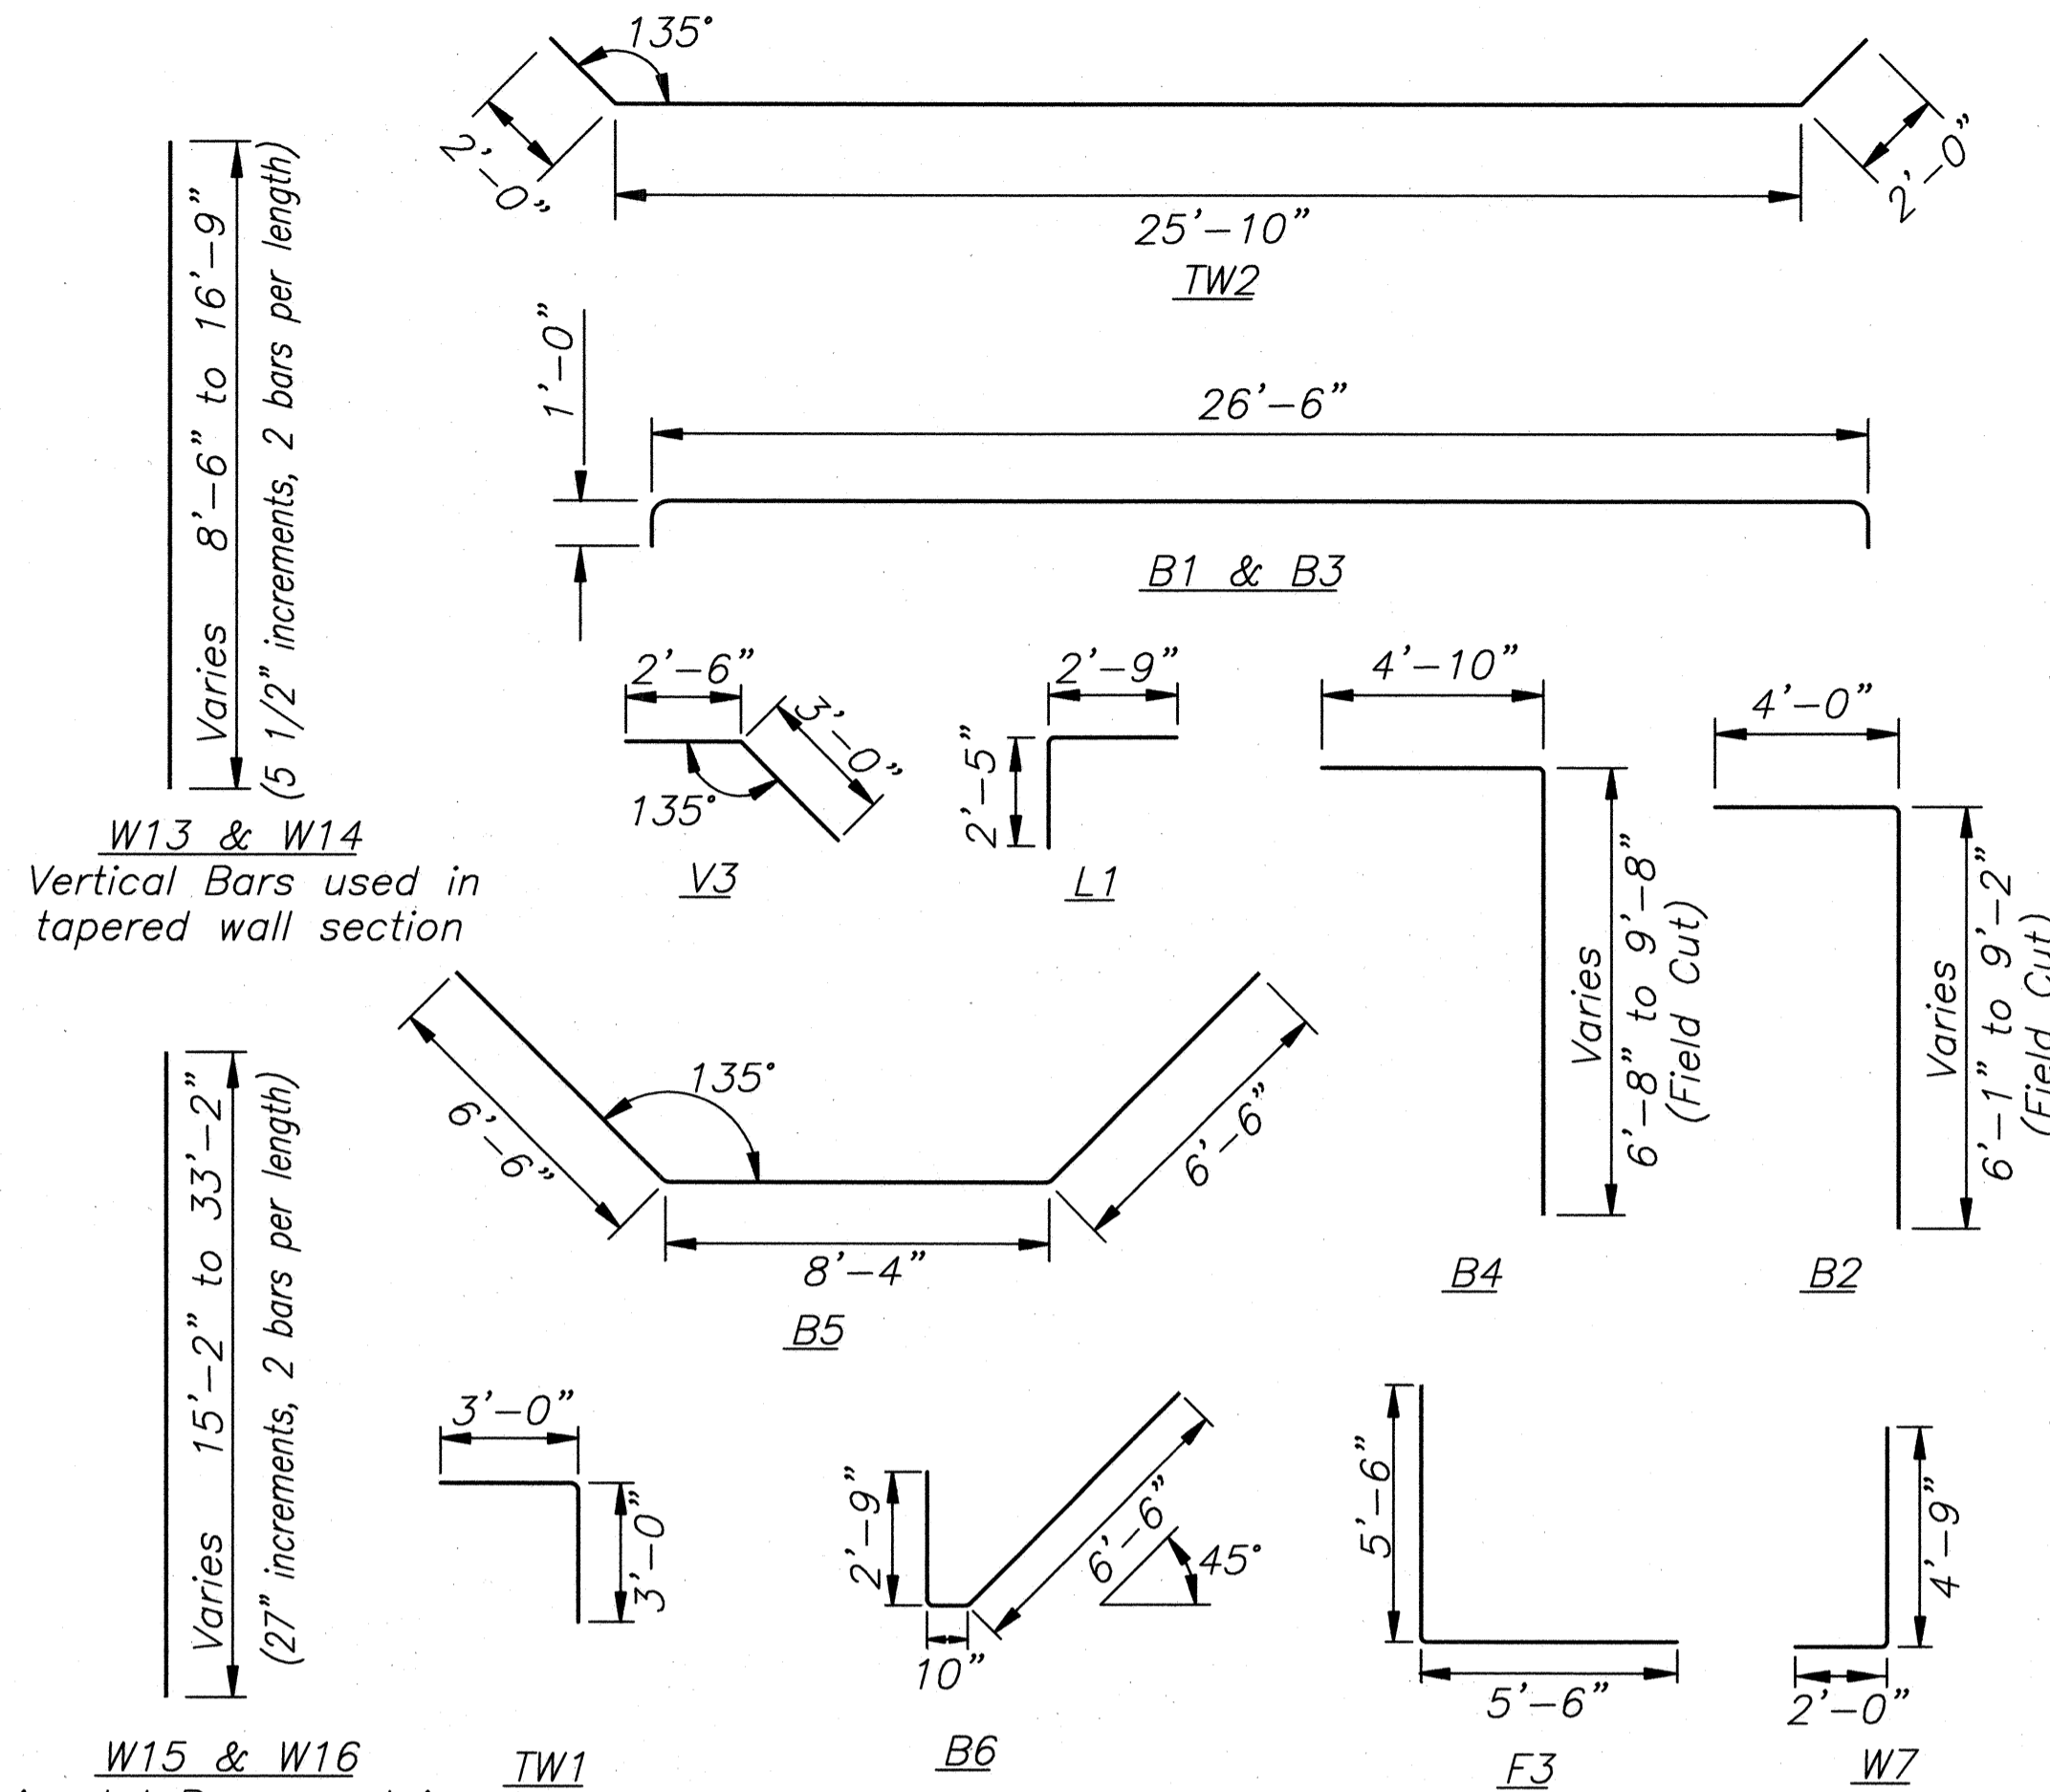 135°
2'-0"
2'-0"
25'-10"
TW2
Varies 8'-6" to 16'-9"
(5 1/2" increments, 2 bars per length)
W13 & W14
Vertical Bars used in
tapered wall section
1'-0"
26'-6"
B1 & B3
2'-6"
3'-0"
135°
V3
2'-9"
2'-5"
L1
4'-10"
Varies
6'-8" to 9'-8"
(Field Cut)
B4
4'-0"
Varies
6'-1" to 9'-2"
(Field Cut)
B2
6'-6"
135°
6'-6"
8'-4"
B5
Varies 15'-2" to 33'-2"
(27" increments, 2 bars per length)
W15 & W16
3'-0"
3'-0"
TW1
2'-9"
6'-6"
45°
10"
B6
5'-6"
5'-6"
F3
4'-9"
2'-0"
W7